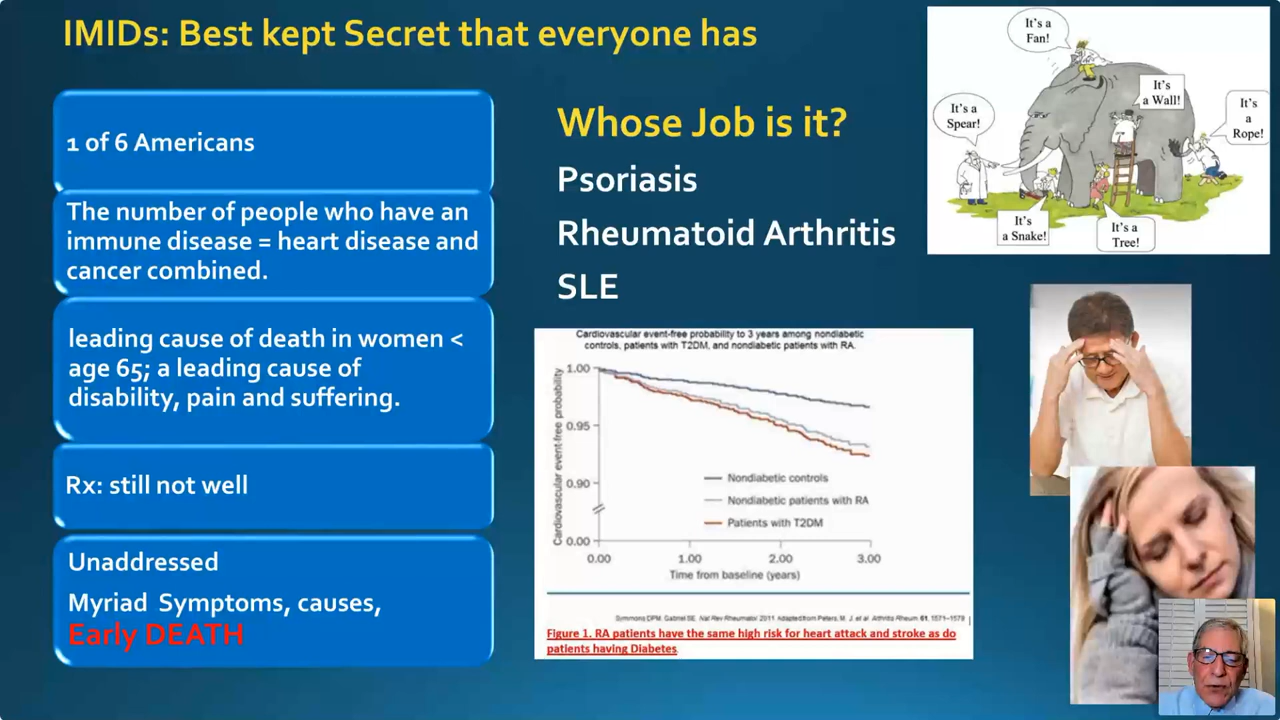 IMIDs: Best kept Secret that everyone has
1 of 6 Americans
The number of people who have an
immune disease = heart disease and
cancer combined.
leading cause of death in women <
age 65; a leading cause of
disability, pain and suffering.
Rx: still not well
Unaddressed
Myriad Symptoms, causes,
Early DEATH
Whose Job is it?
Psoriasis
Rheumatoid Arthritis
SLE
Cardiovascular event-free probability to 3 years among nondiabetic
controls, patients with T2DM, and nondiabetic patients with RA.
Cardiovascular event-free probability
1.00
0.95
0.90
0.00
Nondiabetic controls
Nondiabetic patients with RA
Patients with T2DM
0.00 1.00 2.00 3.00
Time from baseline (years)
Symmons DPM, Gabriel SE. Nat Rev Rheumatol 2011. Adapted from Peters, M. J. et al. Arthritis Rheum. 61, 1571–1579
Figure 1. RA patients have the same high risk for heart attack and stroke as do
patients having Diabetes
It's a
Fan!
It's a
Spear!
It's
a Wall!
It's
a
Rope!
It's
a Snake!
It's a
Tree!